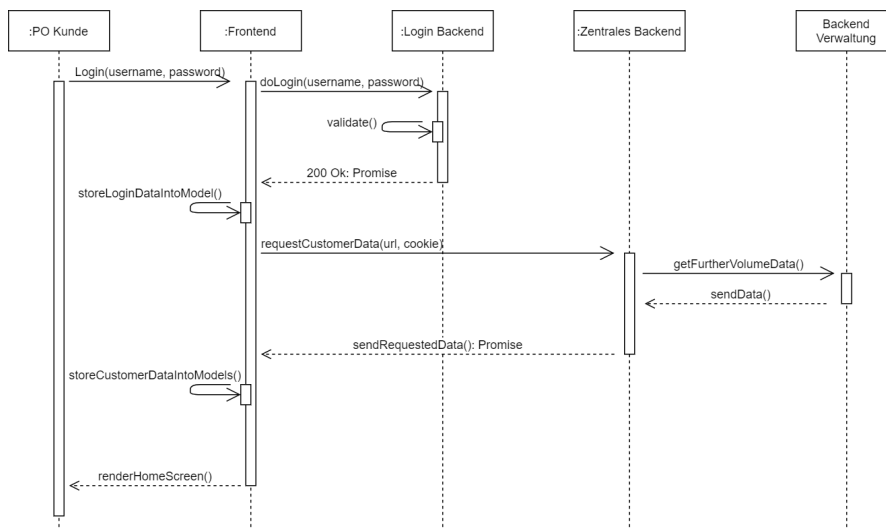 :PO Kunde
:Frontend
:Login Backend
:Zentrales Backend
Backend
Verwaltung
Login(username, password)
doLogin(username, password)
validate()
200 Ok: Promise
storeLoginDataIntoModel()
requestCustomerData(url, cookie)
getFurtherVolumeData()
sendData()
sendRequestedData(): Promise
storeCustomerDataIntoModels()
renderHomeScreen()